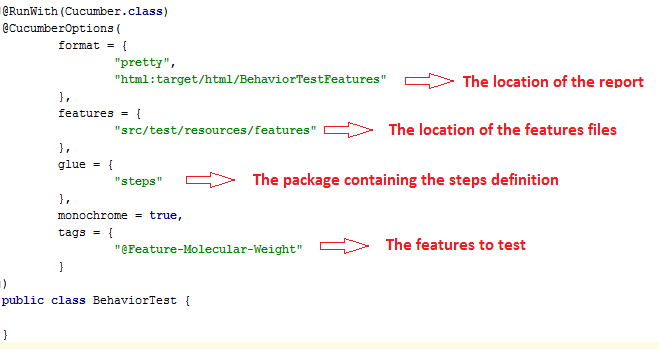 @RunWith(Cucumber.class)
@CucumberOptions(
format = {
"pretty",
"html:target/html/BehaviorTestFeatures" The location of the report
},
features = {
"src/test/resources/features" The location of the features files
},
glue = {
"steps" The package containing the steps definition
},
monochrome = true,
tags = {
"@Feature-Molecular-Weight" The features to test
}
)
public class BehaviorTest {
}